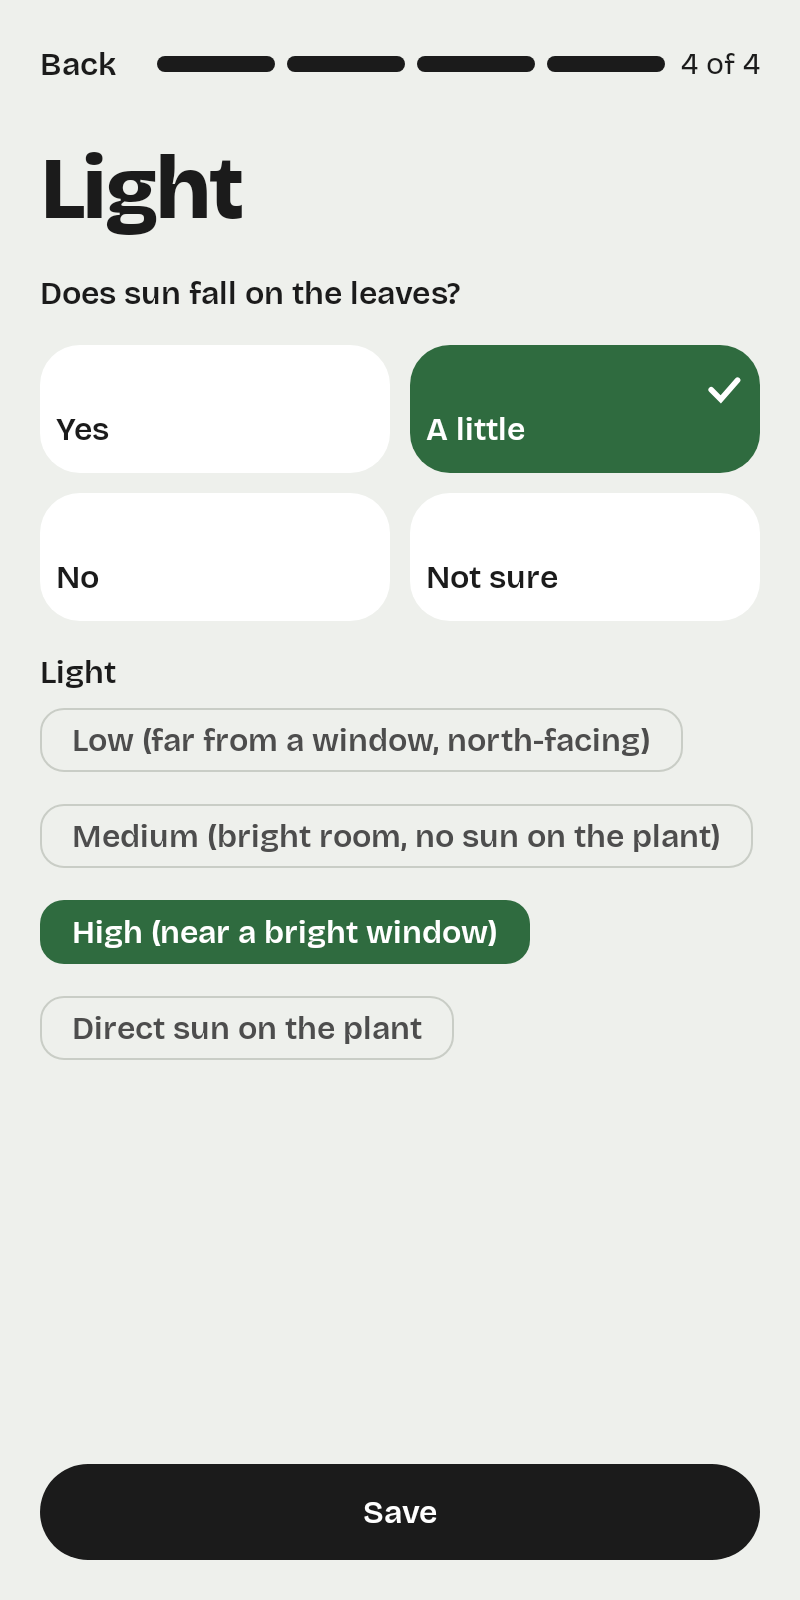 Back
4 of 4
Light
Does sun fall on the leaves?
Yes
A little
No
Not sure
Light
Low (far from a window, north-facing)
Medium (bright room, no sun on the plant)
High (near a bright window)
Direct sun on the plant
Save